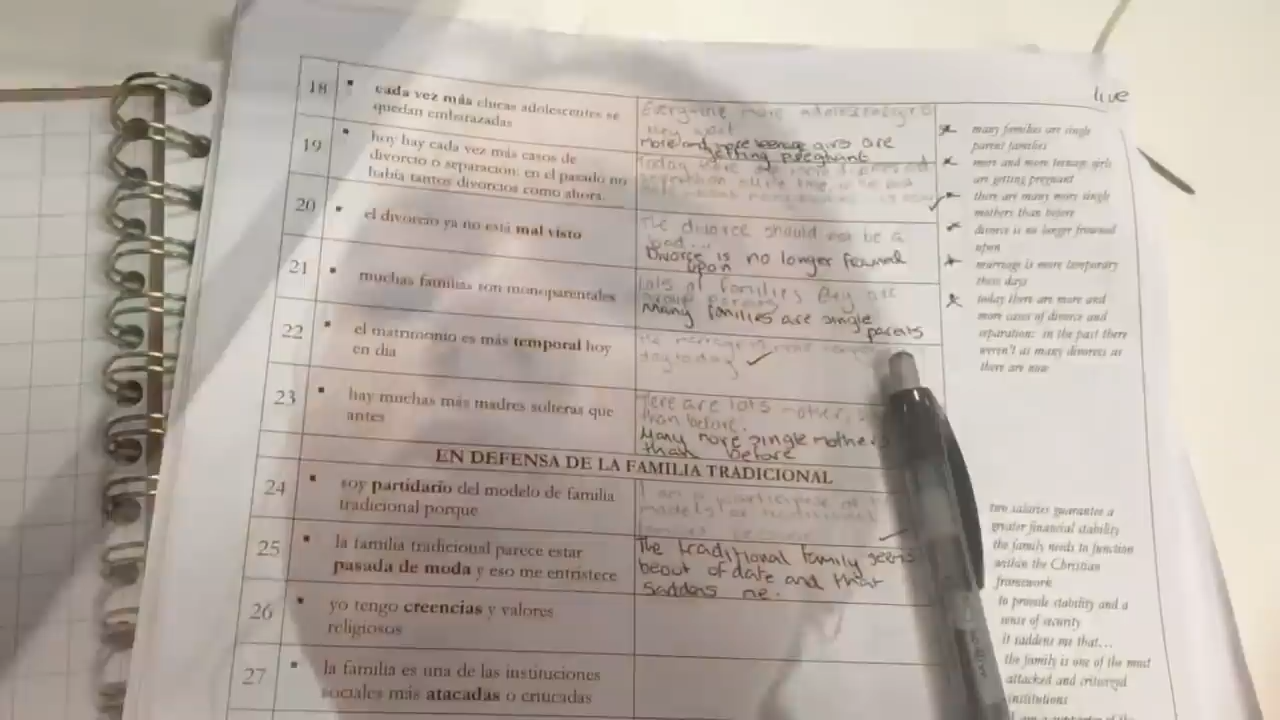 live
18 ▪ cada vez más chicas adolescentes se
quedan embarazadas
more and more teenage girls are
getting pregnant
19 ▪ hoy hay cada vez más casos de
divorcio o separación: en el pasado no
había tantos divorcios como ahora.
20 ▪ el divorcio ya no está mal visto
The divorce should not be a
bad...
Divorce is no longer frowned
upon
21 ▪ muchas familias son monoparentales
Lots of families they are
Many families are single
parents
22 ▪ el matrimonio es más temporal hoy
en día
day today ✓
23 ▪ hay muchas más madres solteras que
antes
There are lots mother,
than before.
Many more single mothers
than before
EN DEFENSA DE LA FAMILIA TRADICIONAL
24 ▪ soy partidario del modelo de familia
tradicional porque
25 ▪ la familia tradicional parece estar
pasada de moda y eso me entristece
The traditional family seems
be out of date and that
saddens me.
26 ▪ yo tengo creencias y valores
religiosos
27 ▪ la familia es una de las instituciones
sociales más atacadas o criticadas
many families are single
parent families
more and more teenage girls
are getting pregnant
there are many more single
mothers than before
divorce is no longer frowned
upon
marriage is more temporary
these days
today there are more and
more cases of divorce and
separation: in the past there
weren't as many divorces as
there are now
two salaries guarantee a
greater financial stability
the family needs to function
within the Christian
framework
to provide stability and a
sense of security
it saddens me that...
the family is one of the most
attacked and criticised
institutions